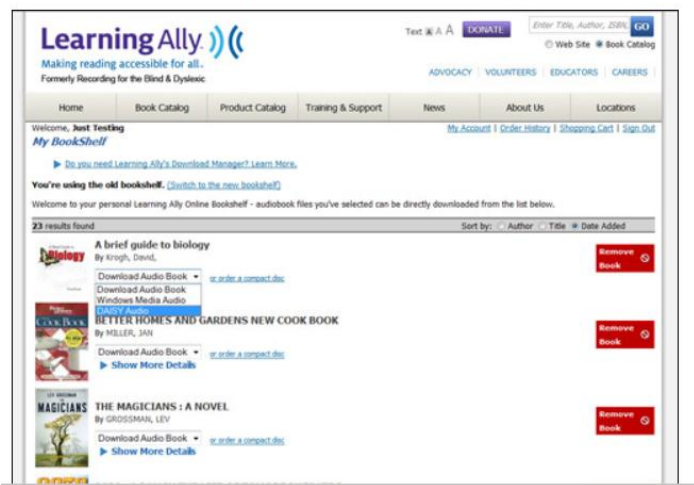 Learning Ally
Making reading accessible for all.
Formerly Recording for the Blind & Dyslexic
Text A A A DONATE Enter Title, Author, ISBN, GO
Web Site Book Catalog
ADVOCACY VOLUNTEERS EDUCATORS CAREERS
Home Book Catalog Product Catalog Training & Support News About Us Locations
Welcome, Just Testing My Account | Order History | Shopping Cart | Sign Out
My BookShelf
Do you need Learning Ally's Download Manager? Learn More.
You're using the old bookshelf. (Switch to the new bookshelf)
Welcome to your personal Learning Ally Online Bookshelf - audiobook files you've selected can be directly downloaded from the list below.
23 results found Sort by: Author Title Date Added
A brief guide to biology
By Krogh, David,
Download Audio Book or order a compact disc
Download Audio Book
Windows Media Audio
DAISY Audio
Remove Book
Biology
BETTER HOMES AND GARDENS NEW COOK BOOK
By MILLER, JAN
Download Audio Book or order a compact disc
Show More Details
Remove Book
COOK BOOK
THE MAGICIANS : A NOVEL
By GROSSMAN, LEV
Download Audio Book or order a compact disc
Show More Details
Remove Book
LEV GROSSMAN
MAGICIANS